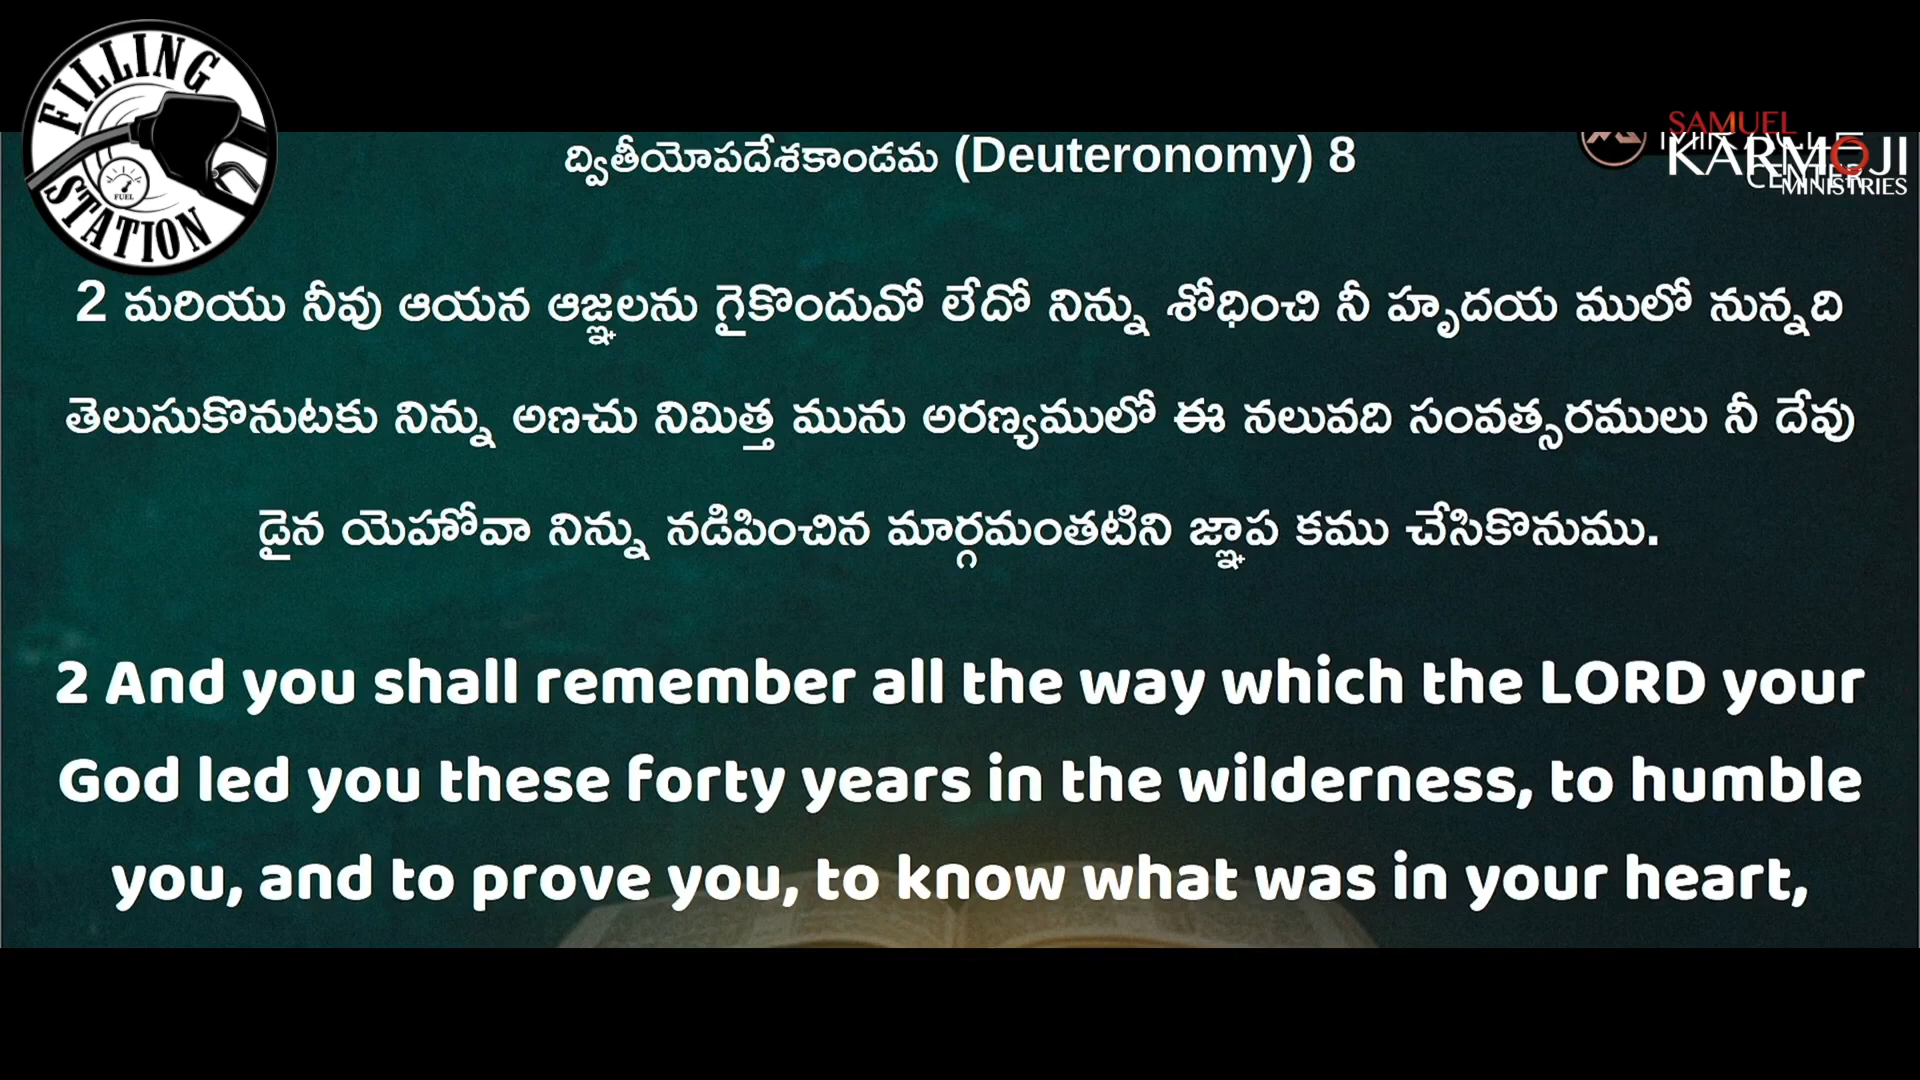 FILLING
STATION
FUEL
ద్వితీయోపదేశకాండమ (Deuteronomy) 8
SAMUEL
KARMOJI
MINISTRIES
CENTER
2 మరియు నీవు ఆయన ఆజ్ఞలను గైకొందువో లేదో నిన్ను శోధించి నీ హృదయ ములో నున్నది
తెలుసుకొనుటకు నిన్ను అణచు నిమిత్త మును అరణ్యములో ఈ నలువది సంవత్సరములు నీ దేవు
డైన యెహోవా నిన్ను నడిపించిన మార్గమంతటిని జ్ఞాప కము చేసికొనుము.
2 And you shall remember all the way which the LORD your
God led you these forty years in the wilderness, to humble
you, and to prove you, to know what was in your heart,